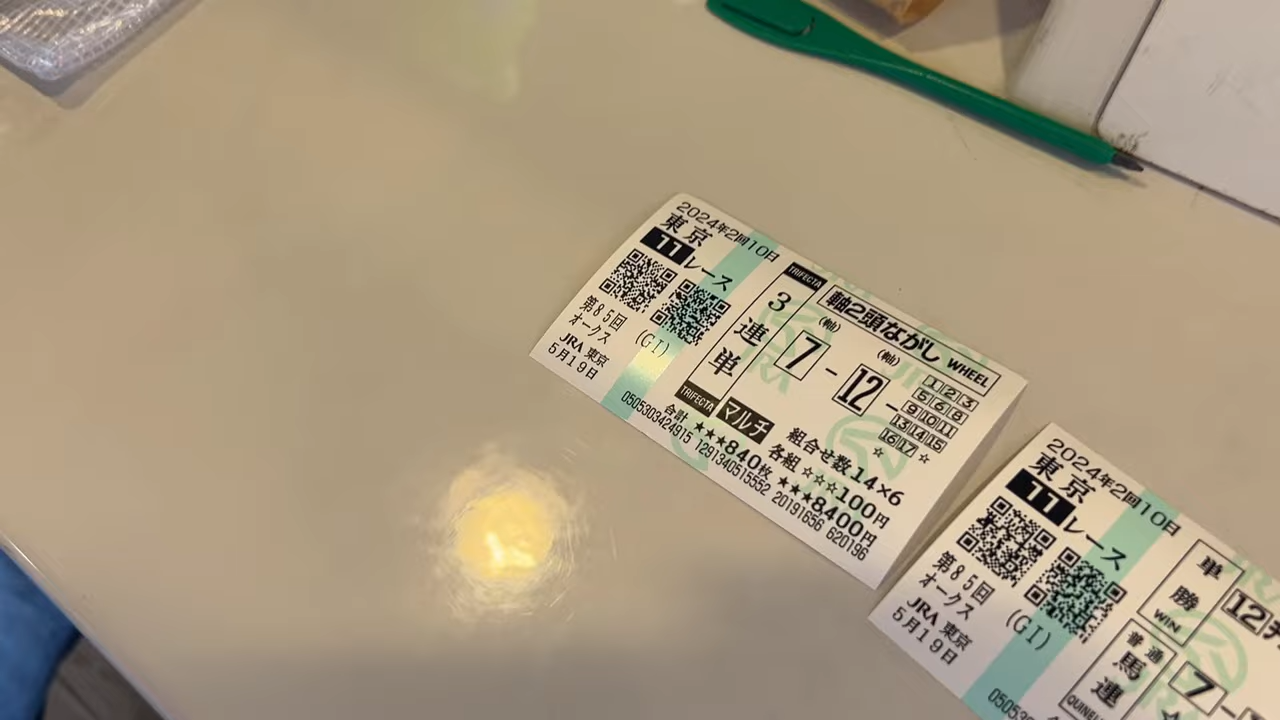 2024年2回10日
東京
11レース
第85回
オークス (GI)
JRA 東京
5月19日
TRIFECTA
3連単
TRIFECTA
マルチ
軸2頭ながし WHEEL
(軸) (軸)
7 - 12 -
1 2 3
5 6 8
9 10 11
13 14 15
16 17
☆ ☆
組合せ数 14×6
各組 ☆☆☆100円
合計 ★★★840枚 ★★★8400円
0505303424915 1291340515552 20191656 620196
2024年2回10日
東京
11レース
第85回
オークス (GI)
JRA 東京
5月19日
単勝
WIN
12
普通
馬連
7 -